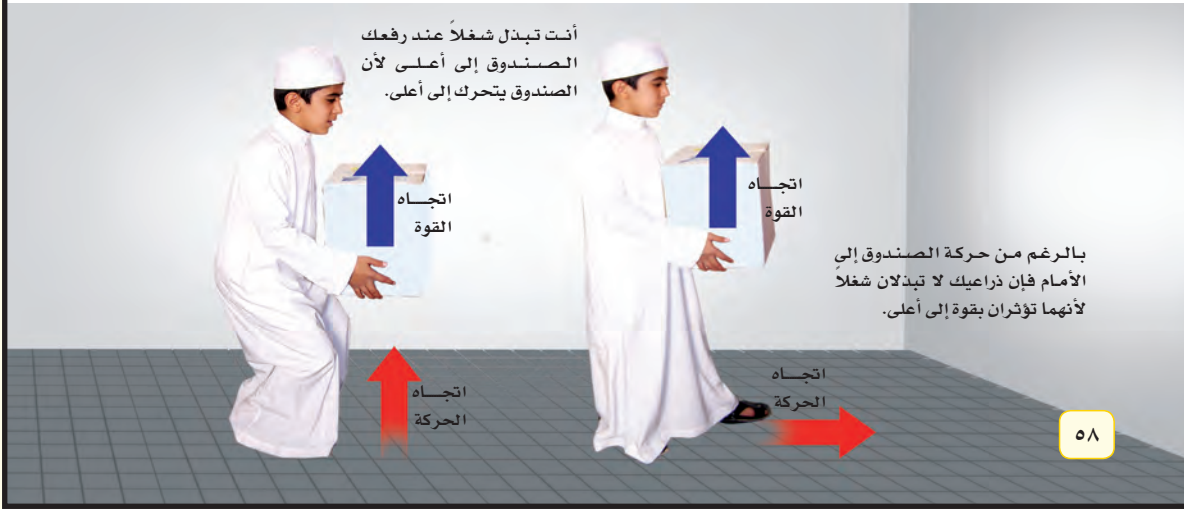 أنت تبذل شغلاً عند رفعك
الصندوق إلى أعلى لأن
الصندوق يتحرك إلى أعلى.
اتجاه
القوة
اتجاه
الحركة
اتجاه
القوة
بالرغم من حركة الصندوق إلى
الأمام فإن ذراعيك لا تبذلان شغلاً
لأنهما تؤثران بقوة إلى أعلى.
اتجاه
الحركة
٥٨